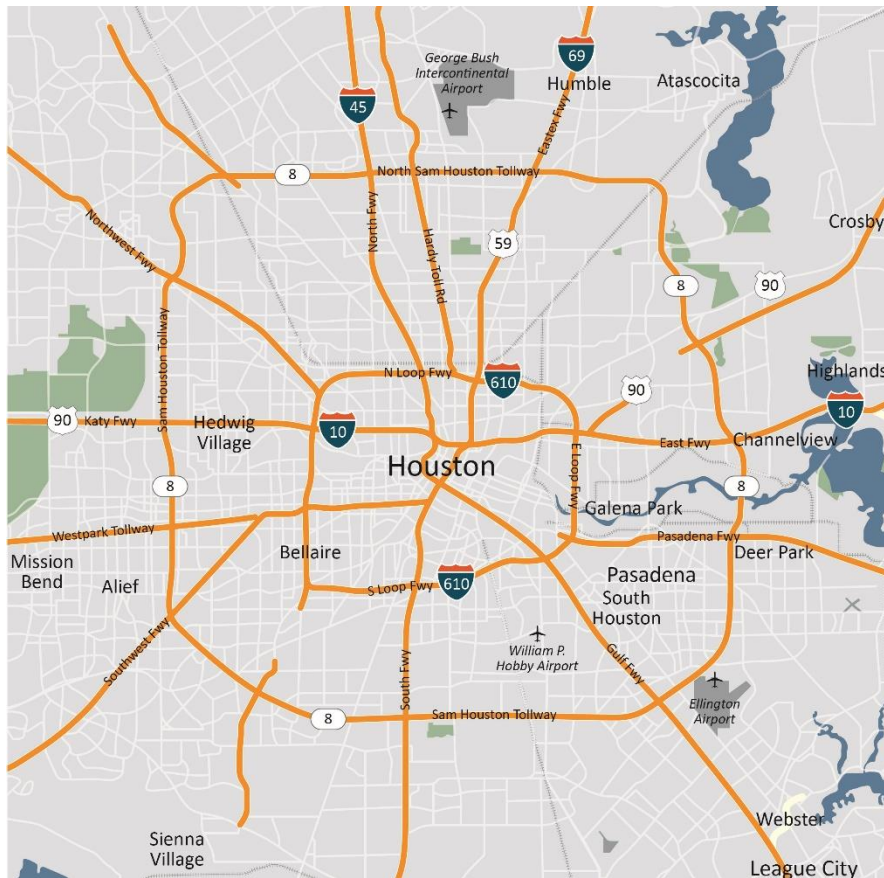 George Bush
Intercontinental
Airport
69
Humble
Atascocita
45
Eastex Fwy
8
North Sam Houston Tollway
Northwest Fwy
North Fwy
Hardy Toll Rd
59
Crosby
90
8
Sam Houston Tollway
N Loop Fwy
610
90
Highlands
90
Katy Fwy
Hedwig
Village
10
10
East Fwy
Channelview
Houston
E Loop Fwy
8
8
Galena Park
Westpark Tollway
Pasadena Fwy
Mission
Bend
Bellaire
Deer Park
Alief
S Loop Fwy
610
Pasadena
South
Houston
Southwest Fwy
William P.
Hobby Airport
South Fwy
Gulf Fwy
Ellington
Airport
8
Sam Houston Tollway
Sienna
Village
Webster
League City